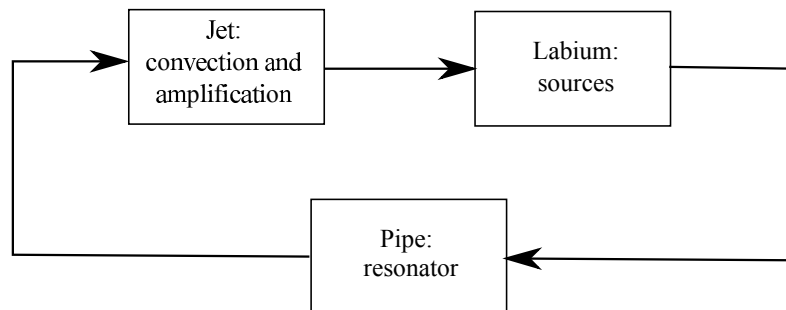 Jet:
convection and
amplification
Labium:
sources
Pipe:
resonator